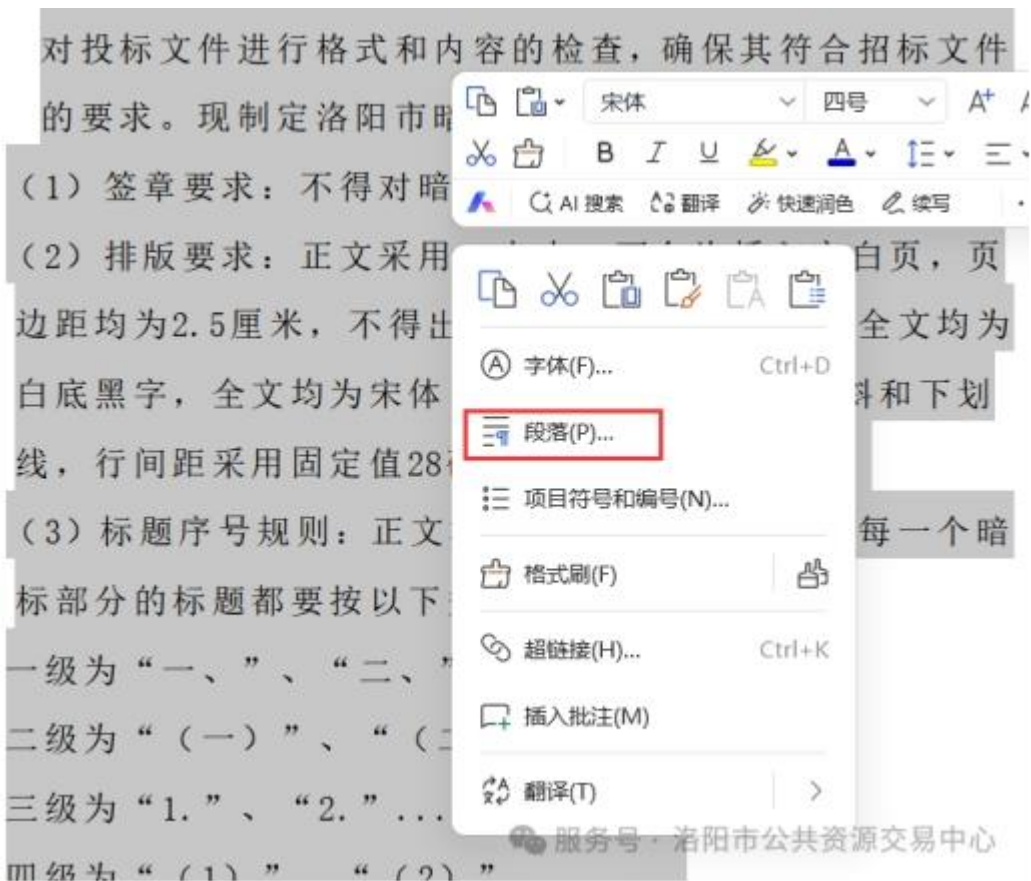 对投标文件进行格式和内容的检查，确保其符合招标文件
的要求。现制定洛阳市暗
宋体 四号 A+
B I U A
AI 搜索 翻译 快速润色 续写
（1）签章要求：不得对暗
（2）排版要求：正文采用 白页，页
边距均为2.5厘米，不得出 全文均为
字体(F)... Ctrl+D
白底黑字，全文均为宋体 和下划
段落(P)...
线，行间距采用固定值28
项目符号和编号(N)...
（3）标题序号规则：正文 每一个暗
格式刷(F)
标部分的标题都要按以下
超链接(H)... Ctrl+K
一级为“一、”、“二、”
插入批注(M)
二级为“（一）”、“（二
翻译(T)
三级为“1.”、“2.”...
服务号 · 洛阳市公共资源交易中心
四级为“（1）”、“（2）”